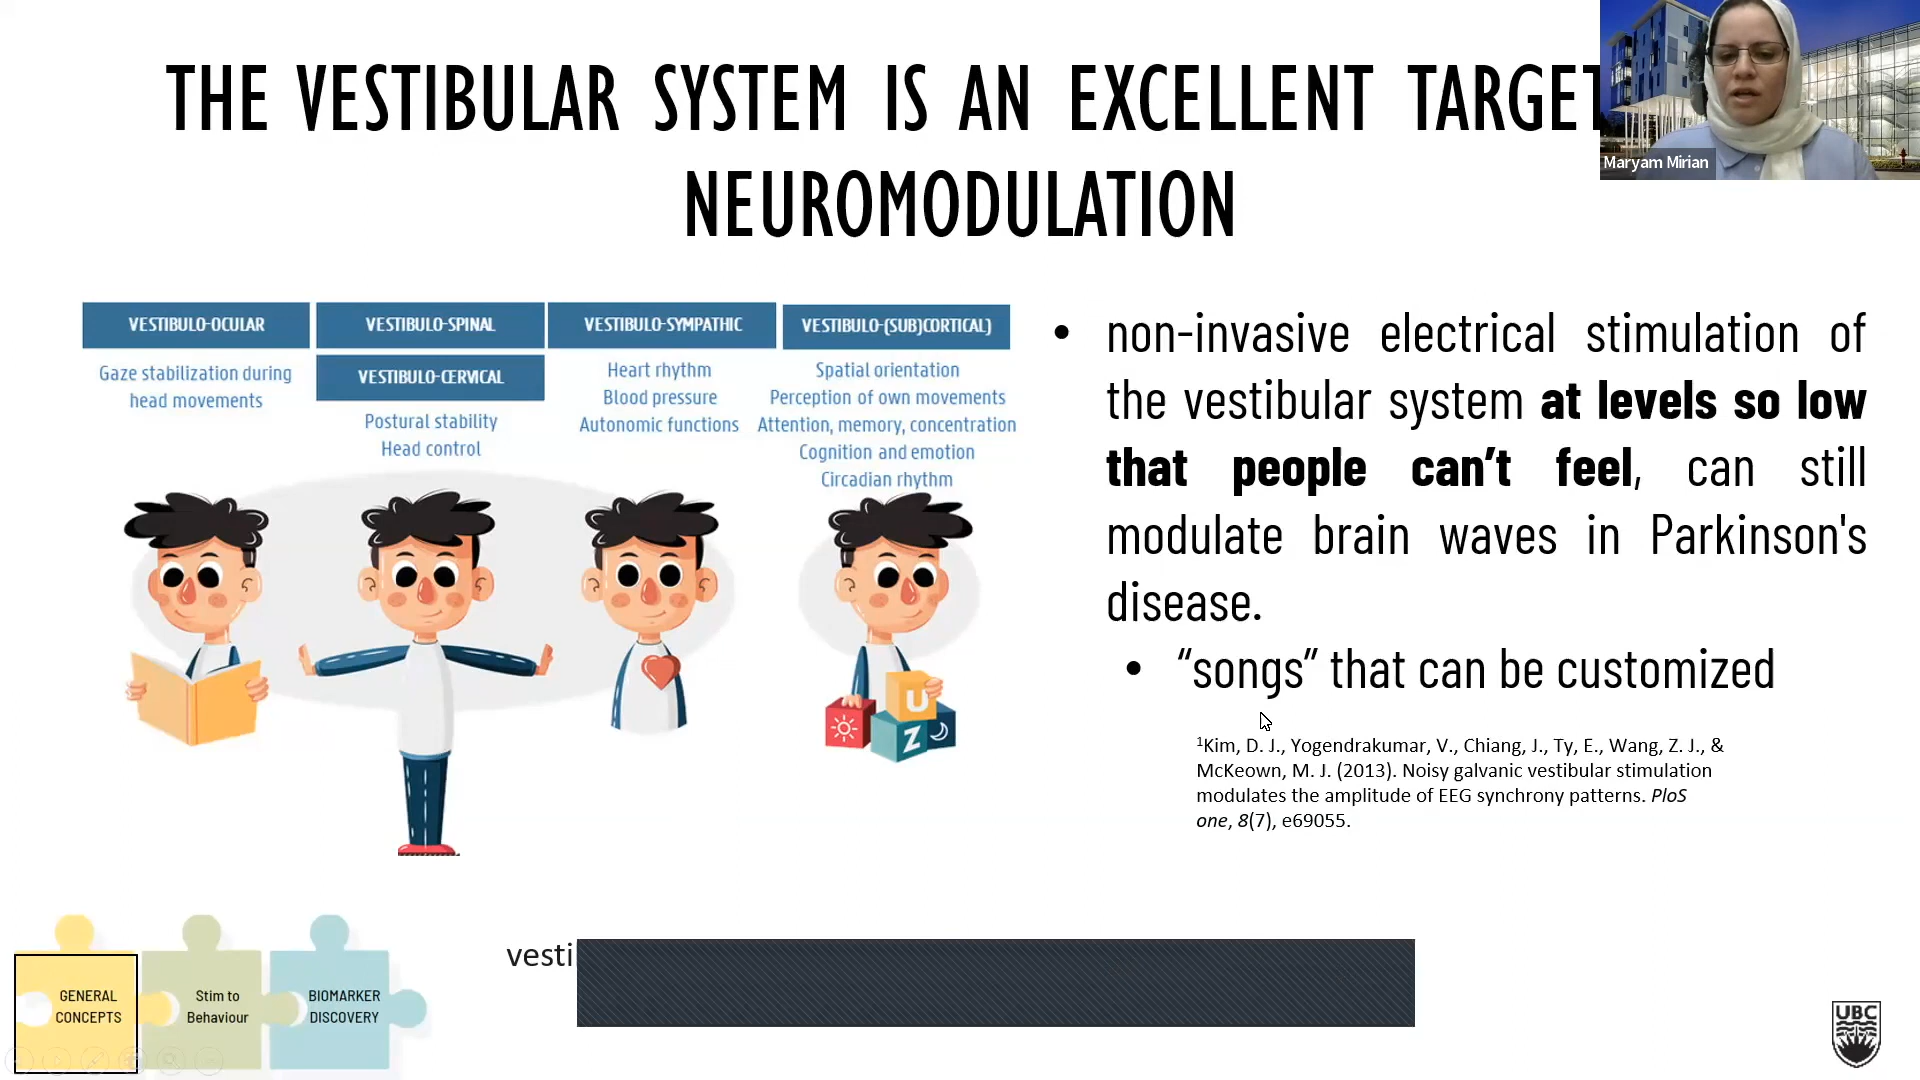 THE VESTIBULAR SYSTEM IS AN EXCELLENT TARGET
NEUROMODULATION
Maryam Mirian
VESTIBULO-OCULAR
Gaze stabilization during
head movements
VESTIBULO-SPINAL
VESTIBULO-CERVICAL
Postural stability
Head control
VESTIBULO-SYMPATHIC
Heart rhythm
Blood pressure
Autonomic functions
VESTIBULO-(SUB)CORTICAL)
Spatial orientation
Perception of own movements
Attention, memory, concentration
Cognition and emotion
Circadian rhythm
U
Z
• non-invasive electrical stimulation of
the vestibular system at levels so low
that people can’t feel, can still
modulate brain waves in Parkinson's
disease.
• “songs” that can be customized
¹Kim, D. J., Yogendrakumar, V., Chiang, J., Ty, E., Wang, Z. J., &
McKeown, M. J. (2013). Noisy galvanic vestibular stimulation
modulates the amplitude of EEG synchrony patterns. PloS
one, 8(7), e69055.
vesti
GENERAL
CONCEPTS
Stim to
Behaviour
BIOMARKER
DISCOVERY
UBC